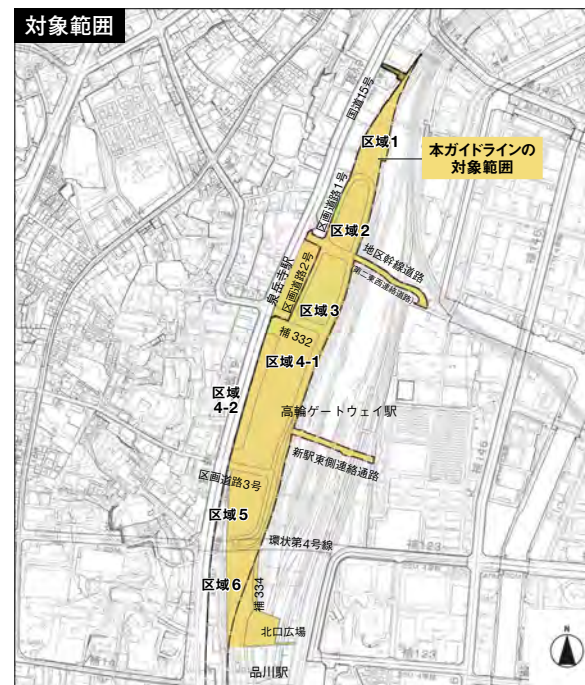 対象範囲
国道15号
区域1
本ガイドラインの
対象範囲
区画道路1号
区域2
地区幹線道路
(第二東西連絡道路)
泉岳寺駅
区画道路2号
区域3
補332
区域4-1
区域
4-2
高輪ゲートウェイ駅
新駅東側連絡通路
補146
区画道路3号
区域5
環状第4号線
補123
区域6
補334
北口広場
品川駅
補123
N